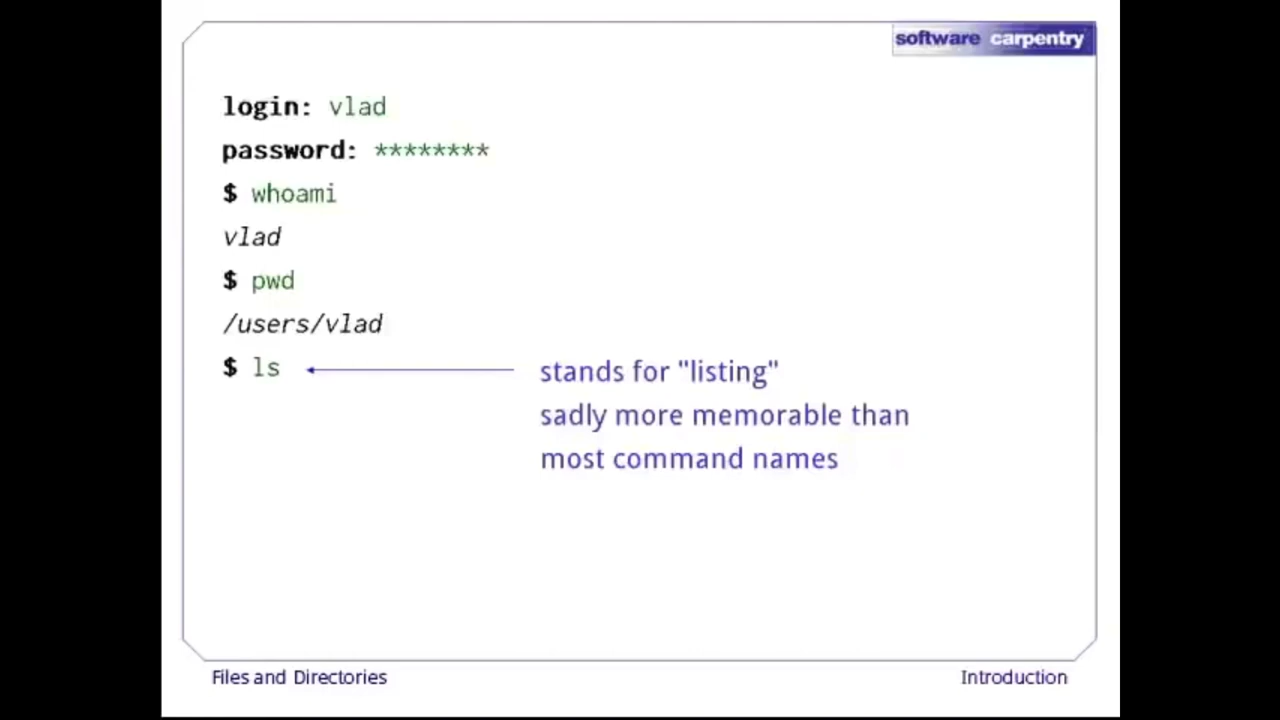 software carpentry
login: vlad
password: ********
$ whoami
vlad
$ pwd
/users/vlad
$ ls
stands for "listing"
sadly more memorable than
most command names
Files and Directories
Introduction